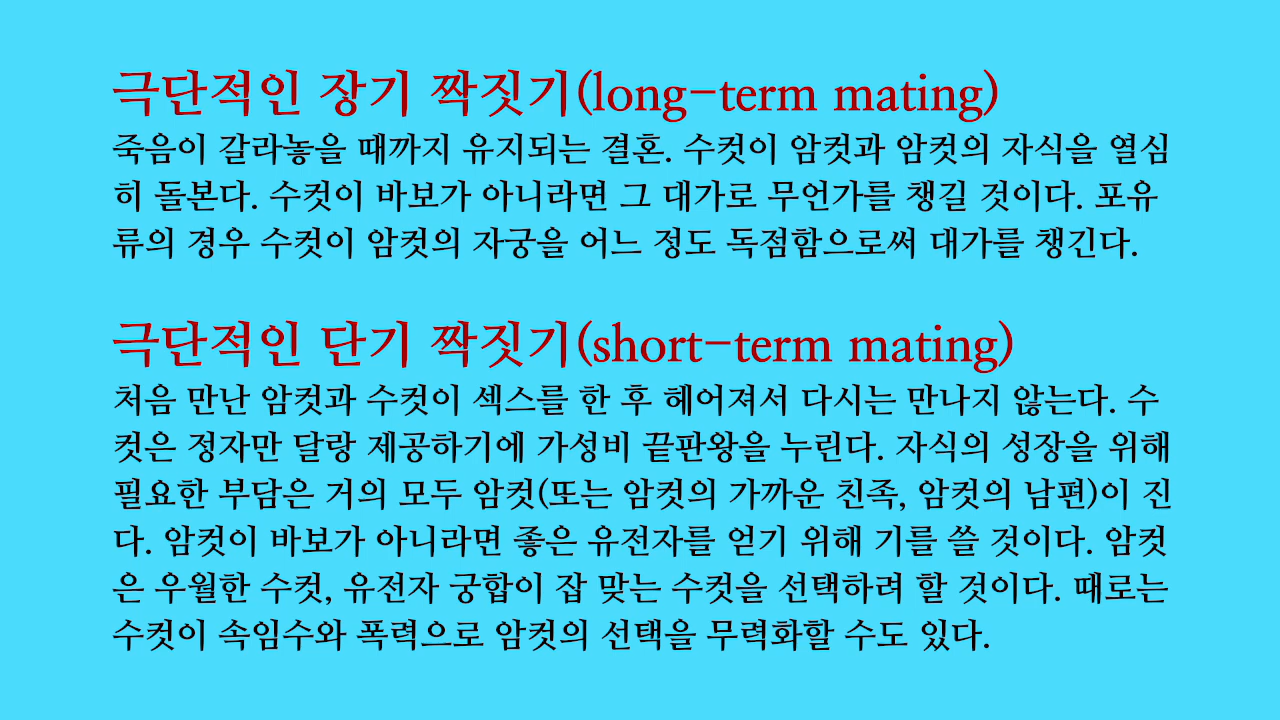 극단적인 장기 짝짓기(long-term mating)
죽음이 갈라놓을 때까지 유지되는 결혼. 수컷이 암컷과 암컷의 자식을 열심
히 돌본다. 수컷이 바보가 아니라면 그 대가로 무언가를 챙길 것이다. 포유
류의 경우 수컷이 암컷의 자궁을 어느 정도 독점함으로써 대가를 챙긴다.
극단적인 단기 짝짓기(short-term mating)
처음 만난 암컷과 수컷이 섹스를 한 후 헤어져서 다시는 만나지 않는다. 수
컷은 정자만 달랑 제공하기에 가성비 끝판왕을 누린다. 자식의 성장을 위해
필요한 부담은 거의 모두 암컷(또는 암컷의 가까운 친족, 암컷의 남편)이 진
다. 암컷이 바보가 아니라면 좋은 유전자를 얻기 위해 기를 쓸 것이다. 암컷
은 우월한 수컷, 유전자 궁합이 잡 맞는 수컷을 선택하려 할 것이다. 때로는
수컷이 속임수와 폭력으로 암컷의 선택을 무력화할 수도 있다.